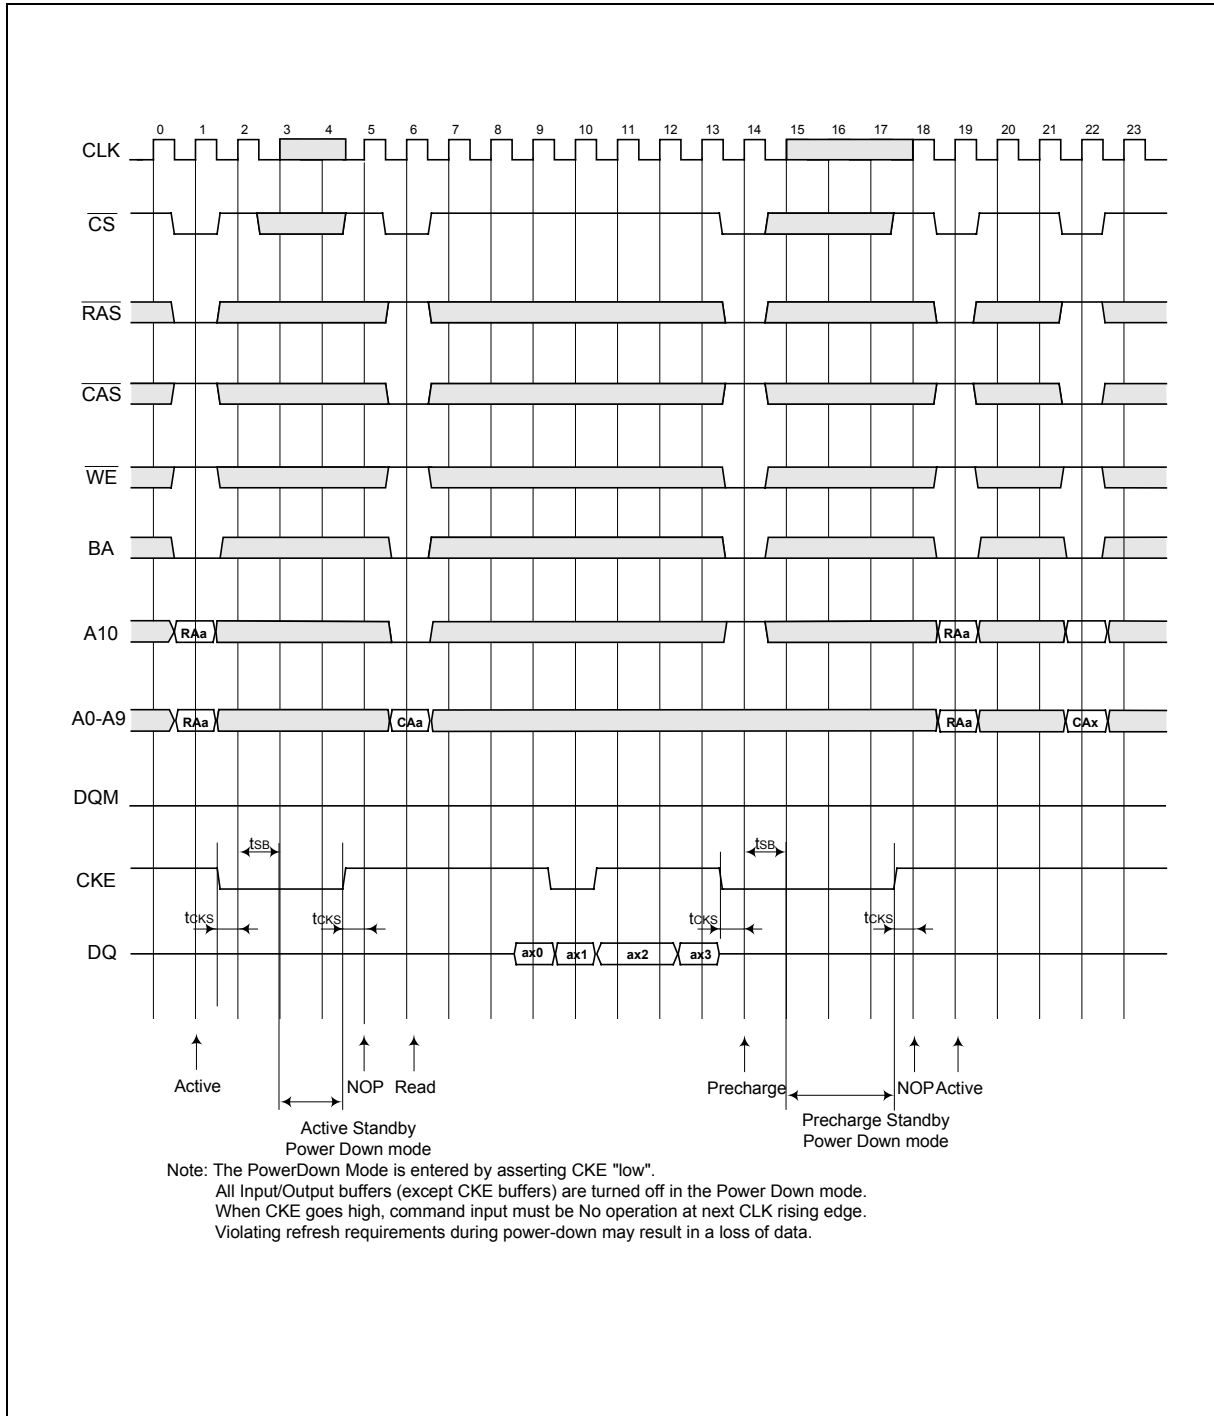 0 1 2 3 4 5 6 7 8 9 10 11 12 13 14 15 16 17 18 19 20 21 22 23
CLK
CS
RAS
CAS
WE
BA
A10 RAa RAa
A0-A9 RAa CAa RAa CAx
DQM
tSB tSB
CKE
tCKS tCKS tCKS tCKS
DQ ax0 ax1 ax2 ax3
Active NOP Read Precharge NOP Active
Active Standby
Power Down mode
Precharge Standby
Power Down mode
Note: The PowerDown Mode is entered by asserting CKE "low".
All Input/Output buffers (except CKE buffers) are turned off in the Power Down mode.
When CKE goes high, command input must be No operation at next CLK rising edge.
Violating refresh requirements during power-down may result in a loss of data.